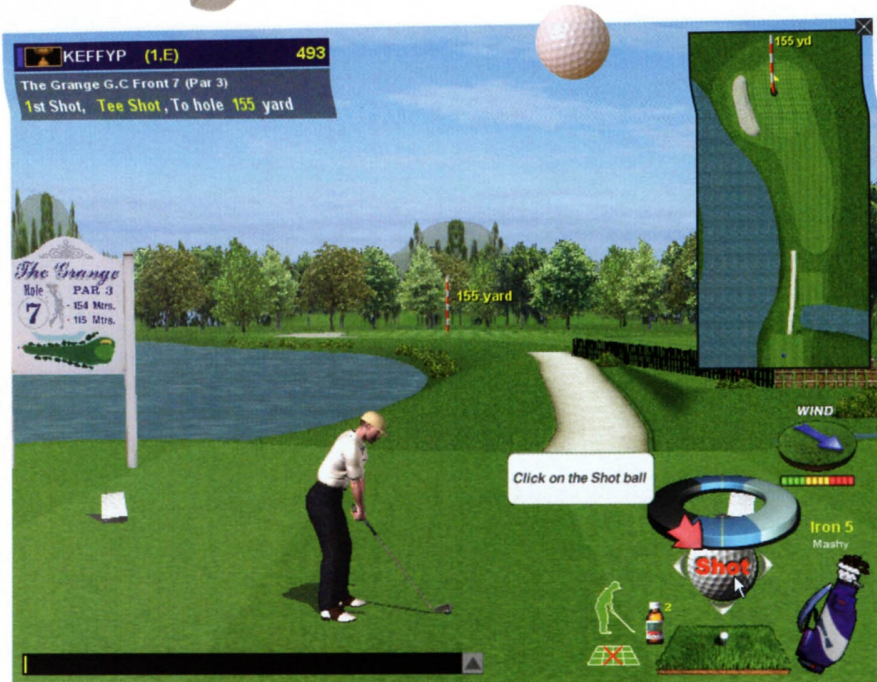 KEFFYP (1,E) 493
The Grange G.C Front 7 (Par 3)
1st Shot, Tee Shot, To hole 155 yard
155 yd
The Grange
Hole 7
PAR 3
- 154 Mtrs.
- 115 Mtrs.
155 yard
WIND
Click on the Shot ball
Iron 5
Mashy
Shot
2